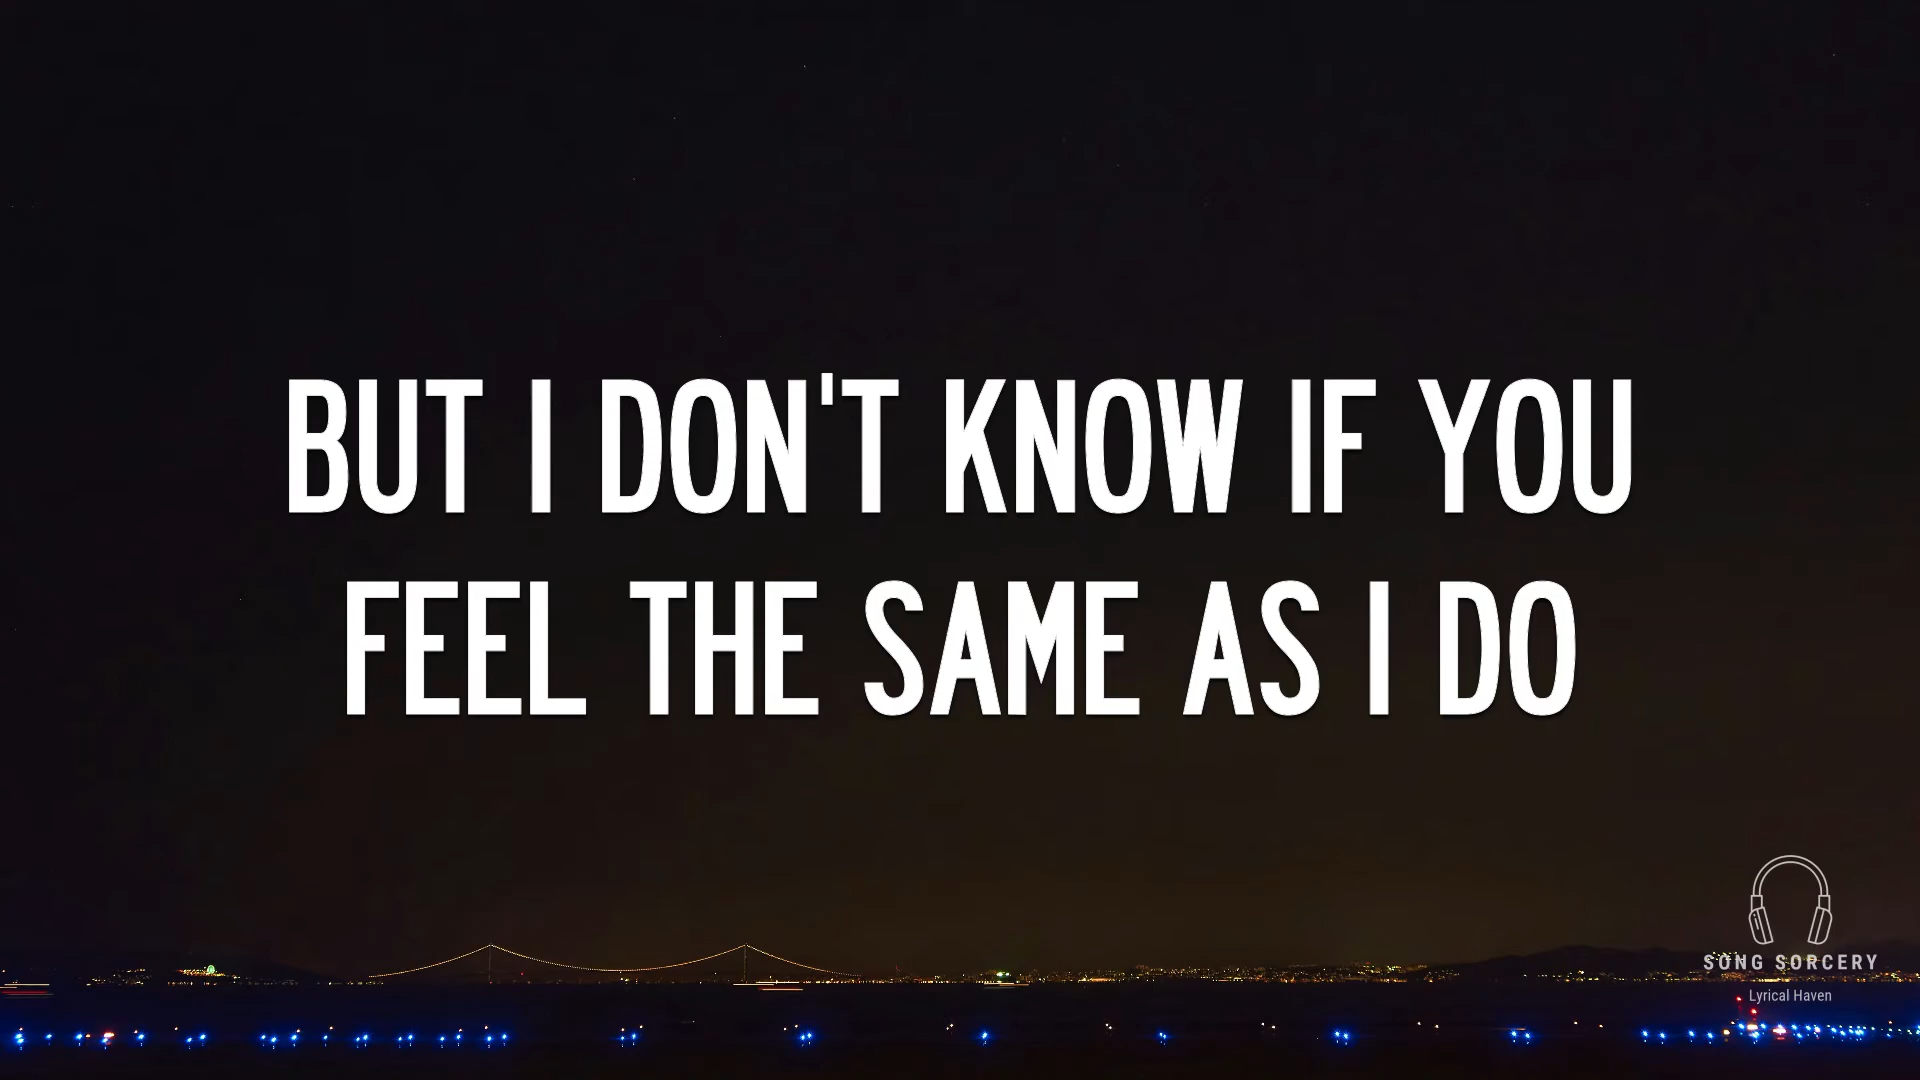 BUT I DON'T KNOW IF YOU
FEEL THE SAME AS I DO
SONG SORCERY
Lyrical Haven